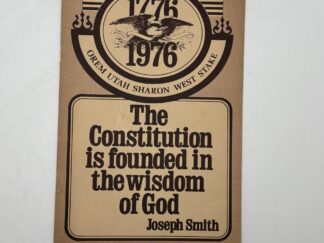 1776
1976
OREM UTAH SHARON WEST STAKE
The
Constitution
is founded in
the wisdom
of God
Joseph Smith